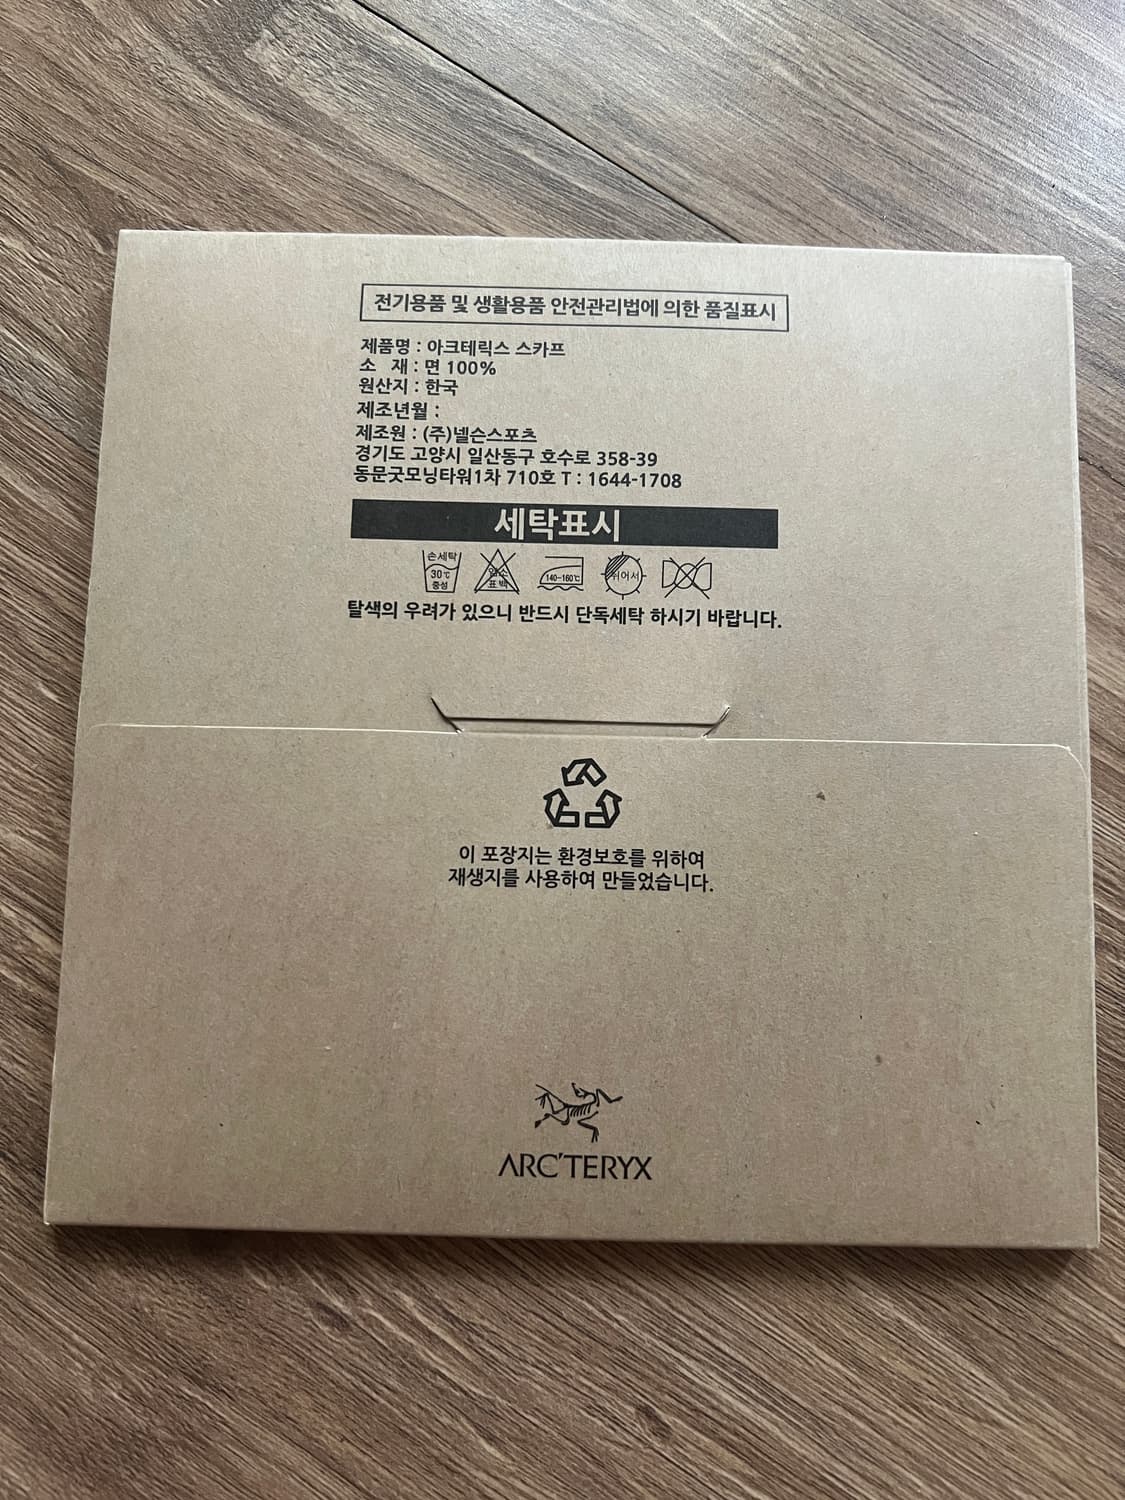 전기용품 및 생활용품 안전관리법에 의한 품질표시
제품명 : 아크테릭스 스카프
소 재 : 면 100%
원산지 : 한국
제조년월 :
제조원 : (주)넬슨스포츠
경기도 고양시 일산동구 호수로 358-39
동문굿모닝타워1차 710호 T : 1644-1708
세탁표시
손세탁
30℃
중성
염소
표백
140-160℃
뉘어서
탈색의 우려가 있으니 반드시 단독세탁 하시기 바랍니다.
이 포장지는 환경보호를 위하여
재생지를 사용하여 만들었습니다.
ARC'TERYX